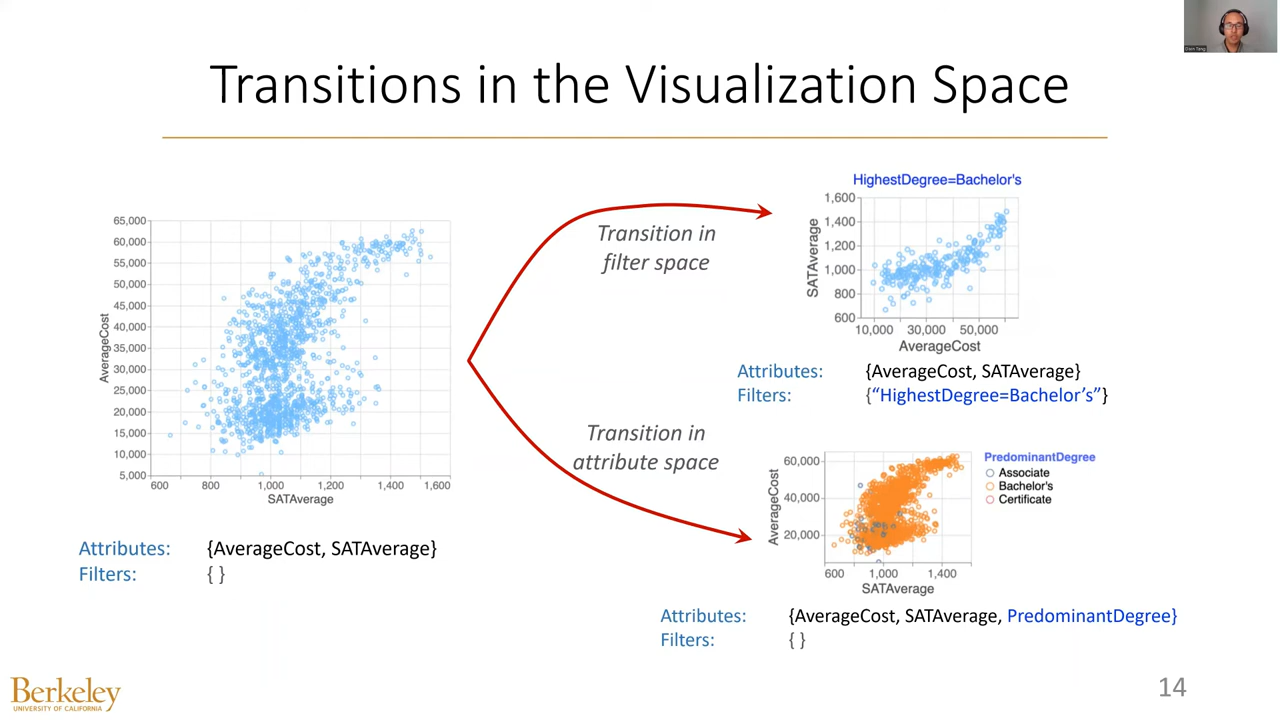 Transitions in the Visualization Space
65,000
60,000
55,000
50,000
45,000
40,000
35,000
30,000
25,000
20,000
15,000
10,000
5,000
AverageCost
600 800 1,000 1,200 1,400 1,600
SATAverage
Attributes: {AverageCost, SATAverage}
Filters: { }
Transition in
filter space
HighestDegree=Bachelor's
1,600
1,400
1,200
1,000
800
600
SATAverage
10,000 30,000 50,000
AverageCost
Attributes: {AverageCost, SATAverage}
Filters: {“HighestDegree=Bachelor’s”}
Transition in
attribute space
60,000
40,000
20,000
AverageCost
600 1,000 1,400
SATAverage
PredominantDegree
Associate
Bachelor's
Certificate
Attributes: {AverageCost, SATAverage, PredominantDegree}
Filters: { }
Berkeley
UNIVERSITY OF CALIFORNIA
14